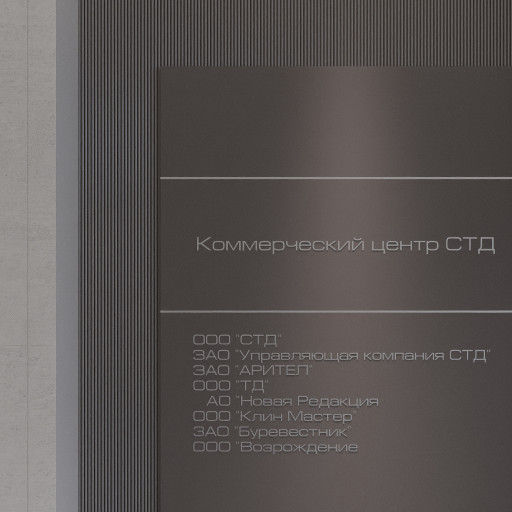 Коммерческий центр СТД
ООО "СТД"
ЗАО "Управляющая компания СТД"
ЗАО "АРИТЕЛ"
ООО "ТД"
АО "Новая Редакция
ООО "Клин Мастер"
ЗАО "Буревестник"
ООО "Возрождение